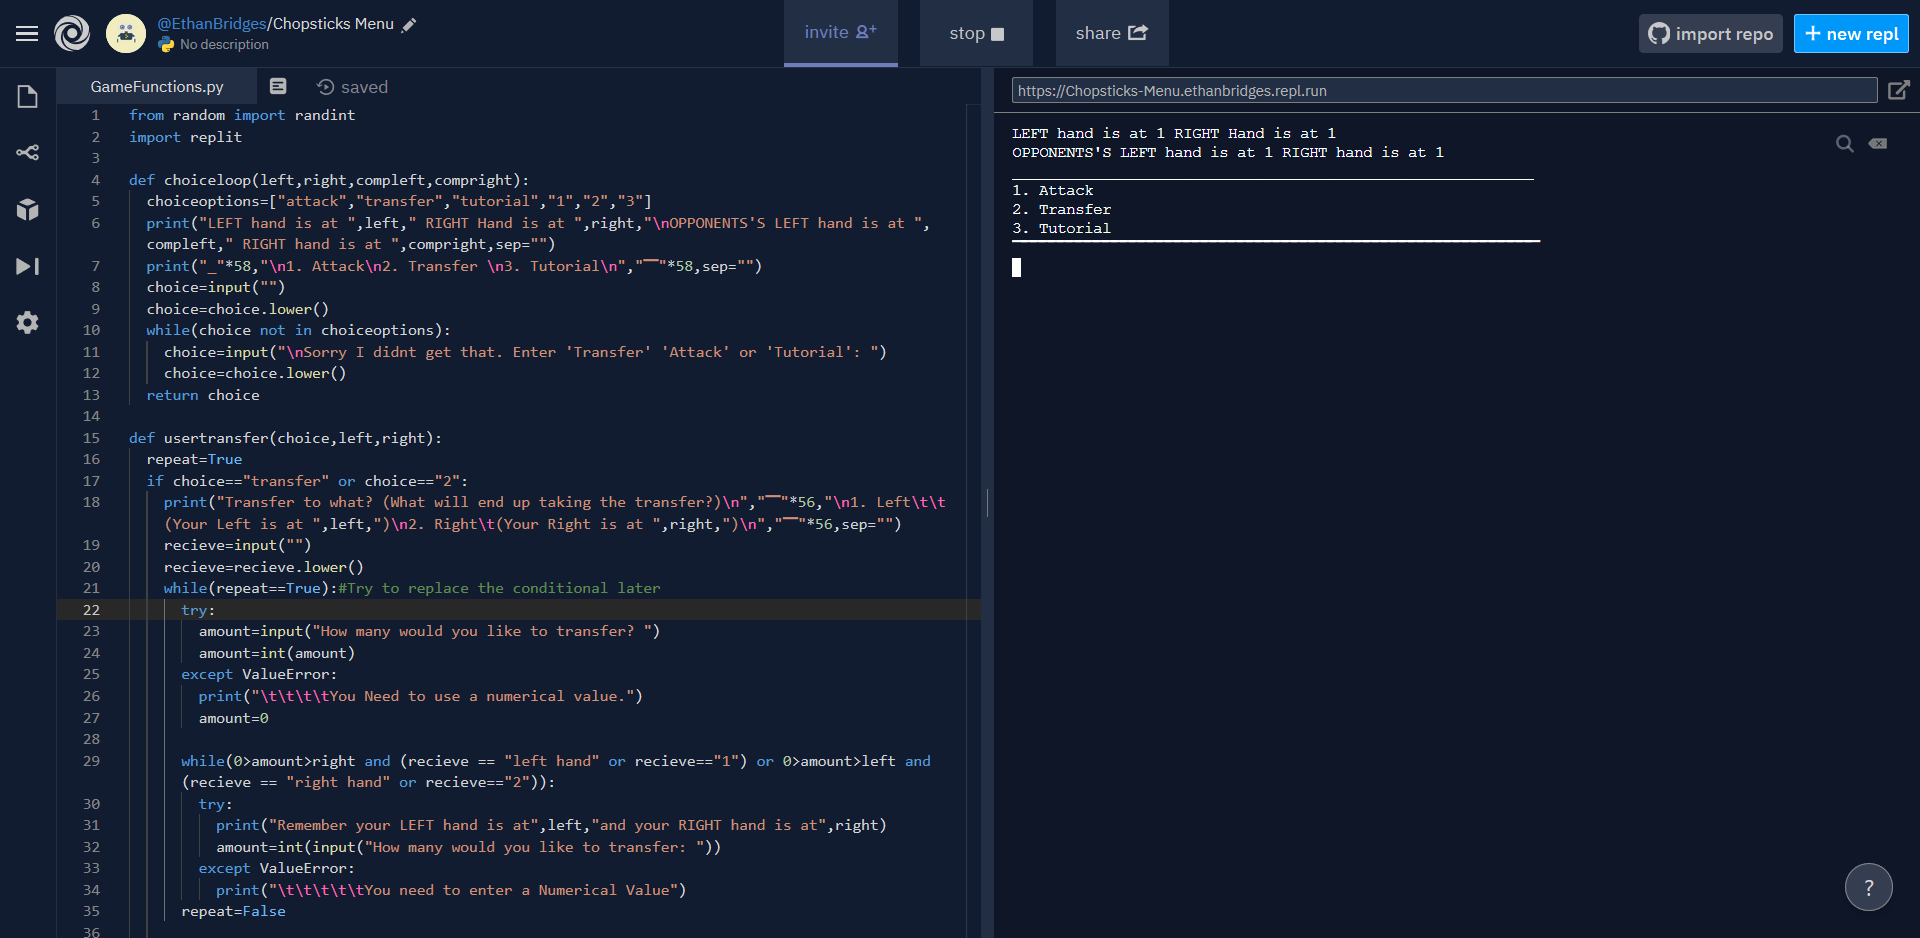 @EthanBridges/Chopsticks Menu
No description
invite
stop
share
import repo
+ new repl
GameFunctions.py
saved
https://Chopsticks-Menu.ethanbridges.repl.run
1 from random import randint
2 import replit
3
4 def choiceloop(left,right,compleft,compright):
5 choiceoptions=["attack","transfer","tutorial","1","2","3"]
6 print("LEFT hand is at ",left," RIGHT Hand is at ",right,"\nOPPONENTS'S LEFT hand is at ",
compleft," RIGHT hand is at ",compright,sep="")
7 print("_"*58,"\n1. Attack\n2. Transfer \n3. Tutorial\n","‾‾"*58,sep="")
8 choice=input("")
9 choice=choice.lower()
10 while(choice not in choiceoptions):
11 choice=input("\nSorry I didnt get that. Enter 'Transfer' 'Attack' or 'Tutorial': ")
12 choice=choice.lower()
13 return choice
14
15 def usertransfer(choice,left,right):
16 repeat=True
17 if choice=="transfer" or choice=="2":
18 print("Transfer to what? (What will end up taking the transfer?)\n","‾‾"*56,"\n1. Left\t\t
(Your Left is at ",left,")\n2. Right\t(Your Right is at ",right,")\n","‾‾"*56,sep="")
19 recieve=input("")
20 recieve=recieve.lower()
21 while(repeat==True):#Try to replace the conditional later
22 try:
23 amount=input("How many would you like to transfer? ")
24 amount=int(amount)
25 except ValueError:
26 print("\t\t\t\tYou Need to use a numerical value.")
27 amount=0
28
29 while(0>amount>right and (recieve == "left hand" or recieve=="1") or 0>amount>left and
(recieve == "right hand" or recieve=="2")):
30 try:
31 print("Remember your LEFT hand is at",left,"and your RIGHT hand is at",right)
32 amount=int(input("How many would you like to transfer: "))
33 except ValueError:
34 print("\t\t\t\t\tYou need to enter a Numerical Value")
35 repeat=False
36
LEFT hand is at 1 RIGHT Hand is at 1
OPPONENTS'S LEFT hand is at 1 RIGHT hand is at 1
1. Attack
2. Transfer
3. Tutorial
?